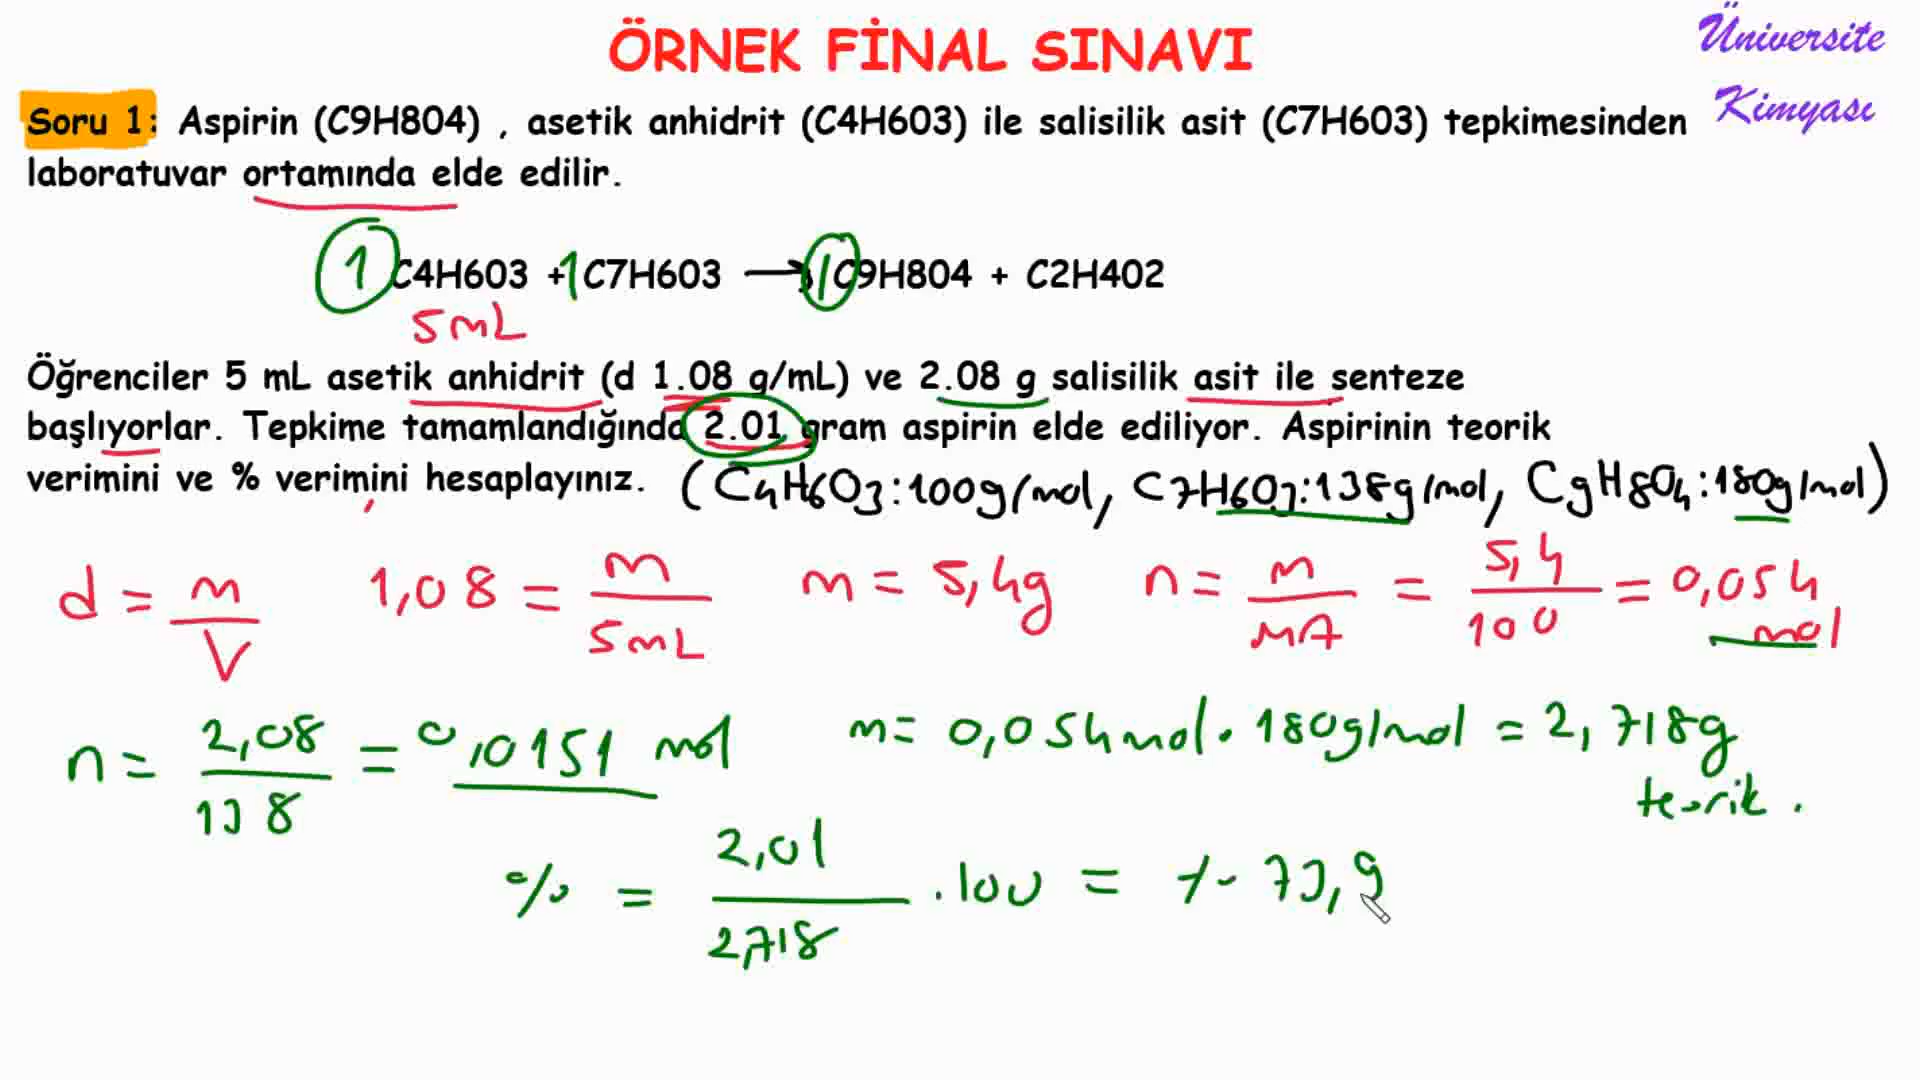 ÖRNEK FİNAL SINAVI
Üniversite
Kimyası
Soru 1: Aspirin (C9H8O4) , asetik anhidrit (C4H6O3) ile salisilik asit (C7H6O3) tepkimesinden
laboratuvar ortamında elde edilir.
1 C4H6O3 + 1 C7H6O3 → 1 C9H8O4 + C2H4O2
5 mL
Öğrenciler 5 mL asetik anhidrit (d 1.08 g/mL) ve 2.08 g salisilik asit ile senteze
başlıyorlar. Tepkime tamamlandığında 2.01 gram aspirin elde ediliyor. Aspirinin teorik
verimini ve % verimini hesaplayınız. (C4H6O3:100g/mol, C7H6O3:138g/mol, C9H8O4:180g/mol)
d = m/V 1,08 = m/5mL m = 5,4g n = m/MA = 5,4/100 = 0,054 mol
n = 2,08/138 = 0,0151 mol m = 0,054mol · 180g/mol = 2,718g
teorik.
% = 2,01/2,718 . 100 = % 73,9